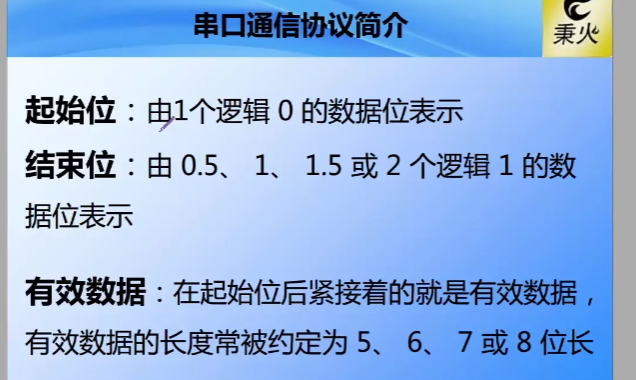 串口通信协议简介
秉火
起始位：由1个逻辑 0 的数据位表示
结束位：由 0.5、 1、 1.5 或 2 个逻辑 1 的数
据位表示
有效数据：在起始位后紧接着的就是有效数据，
有效数据的长度常被约定为 5、 6、 7 或 8 位长